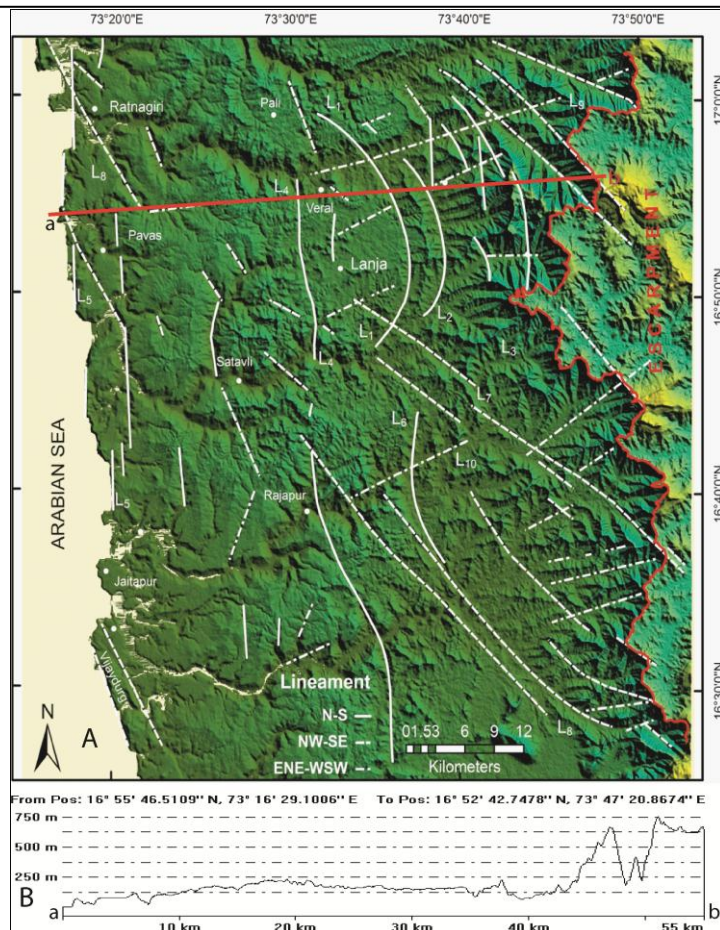 73°20'0"E
73°30'0"E
73°40'0"E
73°50'0"E
17°0'0"N
16°50'0"N
16°40'0"N
16°30'0"N
Ratnagiri
Pali
L1
L9
L8
L4
Veral
a
b
Pavas
Lanja
L5
L1
L2
L4
L3
Satavli
L7
L6
L10
Rajapur
L5
Jaitapur
Vijaydurg
L8
ARABIAN SEA
ESCARPMENT
Lineament
N-S
NW-SE
ENE-WSW
N
A
01.53 6 9 12
Kilometers
From Pos: 16° 55' 46.5109" N, 73° 16' 29.1006" E To Pos: 16° 52' 42.7478" N, 73° 47' 20.8674" E
750 m
500 m
250 m
B
a
b
10 km 20 km 30 km 40 km 55 km